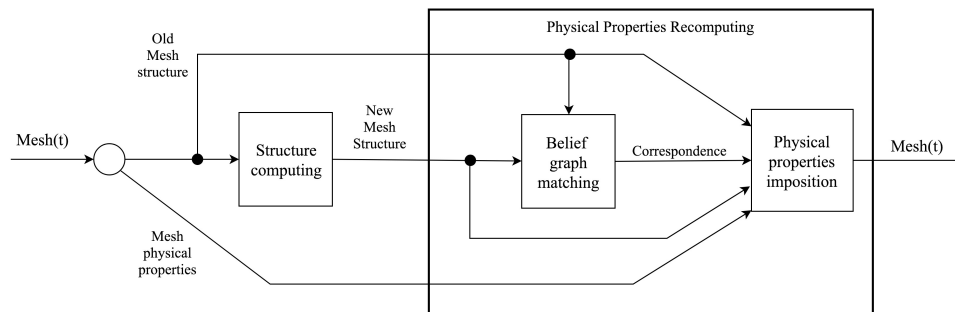 Physical Properties Recomputing
Old
Mesh
structure
Mesh(t)
Structure
computing
New
Mesh
Structure
Belief
graph
matching
Correspondence
Physical
properties
imposition
Mesh(t)
Mesh
physical
properties